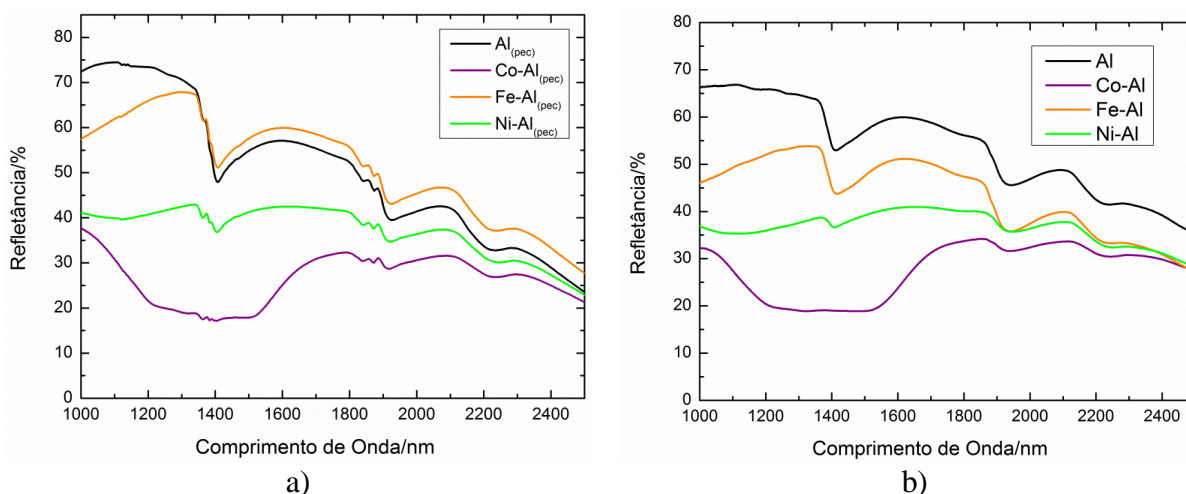 80
70
60
50
40
30
20
10
0
Refletância/%
Al(pec)
Co-Al(pec)
Fe-Al(pec)
Ni-Al(pec)
1000 1200 1400 1600 1800 2000 2200 2400
Comprimento de Onda/nm
a)
80
70
60
50
40
30
20
10
0
Refletância/%
Al
Co-Al
Fe-Al
Ni-Al
1000 1200 1400 1600 1800 2000 2200 2400
Comprimento de Onda/nm
b)